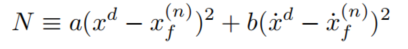 N ≡ a(x^d − x_f^{(n)})^2 + b(ẋ^d − ẋ_f^{(n)})^2